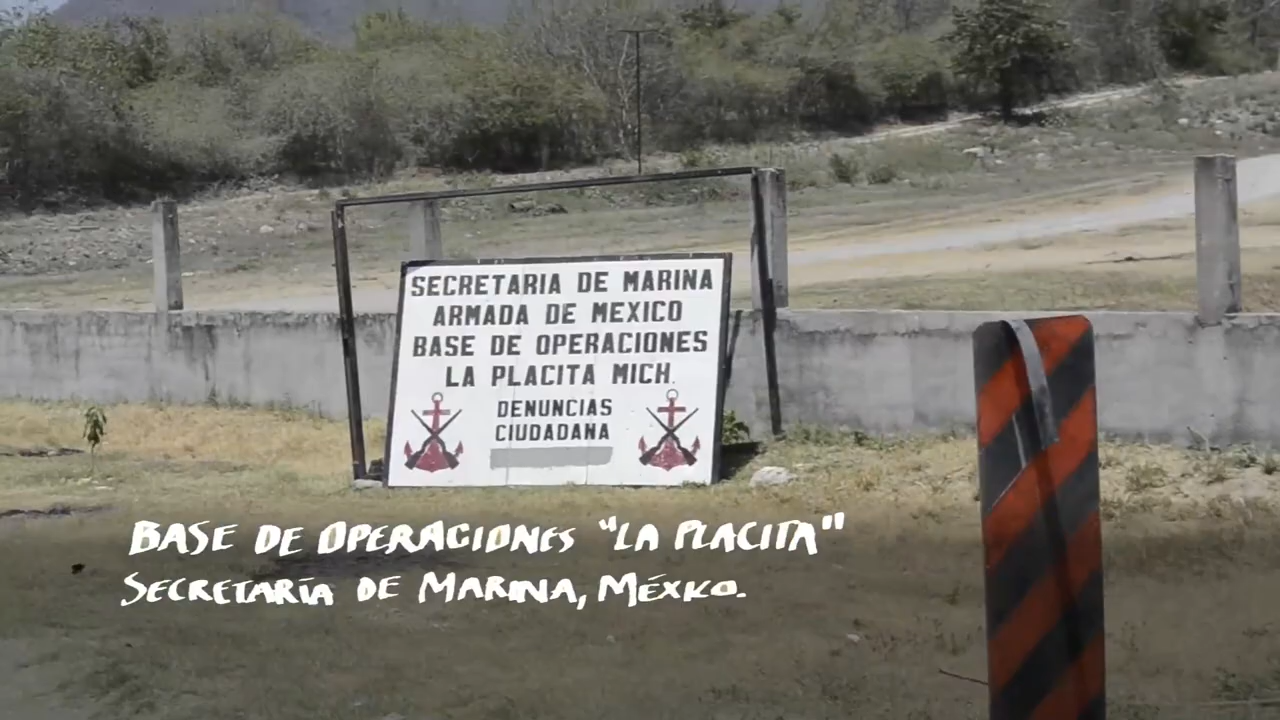 SECRETARIA DE MARINA
ARMADA DE MEXICO
BASE DE OPERACIONES
LA PLACITA MICH.
DENUNCIAS
CIUDADANA
BASE DE OPERACIONES "LA PLACITA"
SECRETARÍA DE MARINA, MÉXICO.